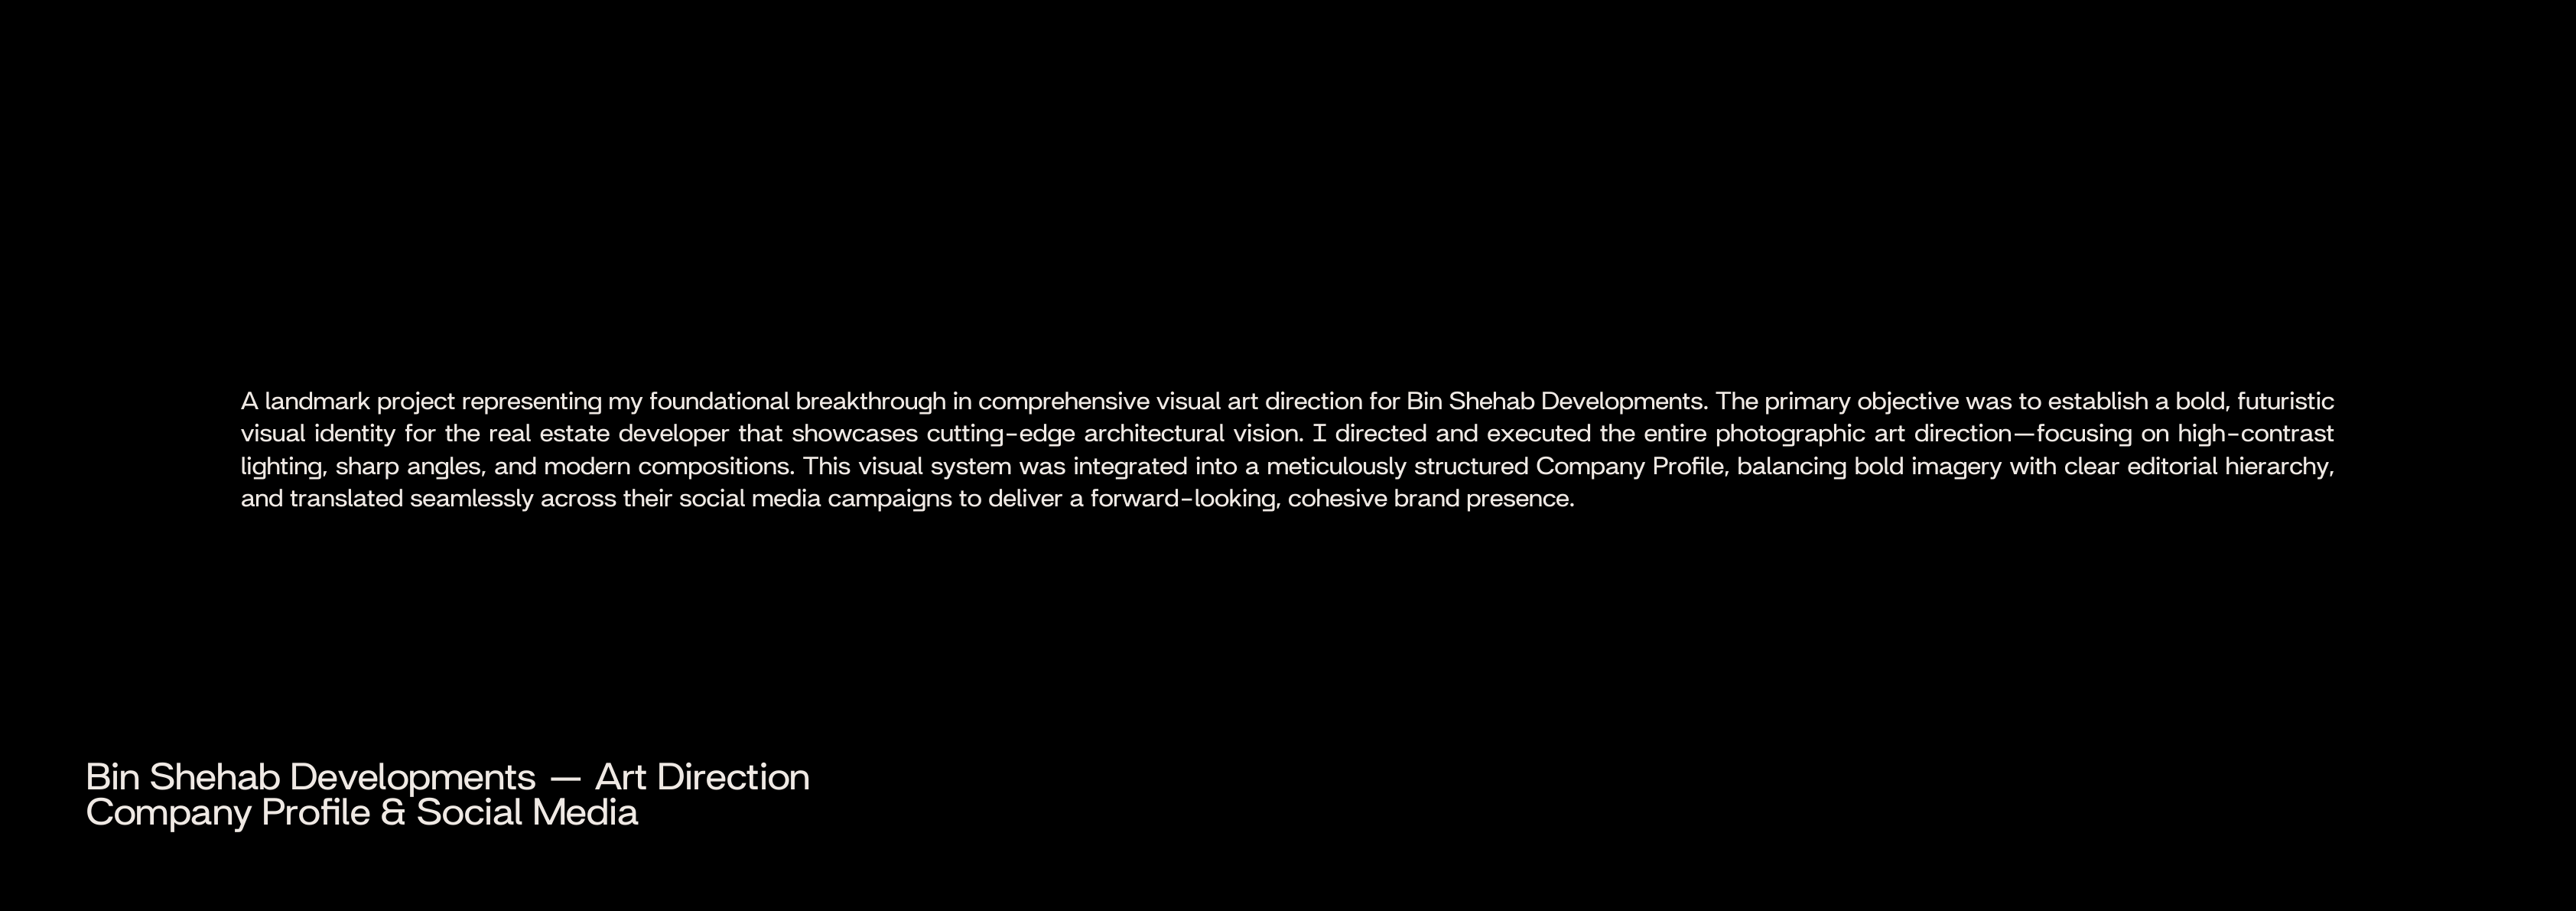 A landmark project representing my foundational breakthrough in comprehensive visual art direction for Bin Shehab Developments. The primary objective was to establish a bold, futuristic
visual identity for the real estate developer that showcases cutting-edge architectural vision. I directed and executed the entire photographic art direction—focusing on high-contrast
lighting, sharp angles, and modern compositions. This visual system was integrated into a meticulously structured Company Profile, balancing bold imagery with clear editorial hierarchy,
and translated seamlessly across their social media campaigns to deliver a forward-looking, cohesive brand presence.
Bin Shehab Developments — Art Direction
Company Profile & Social Media